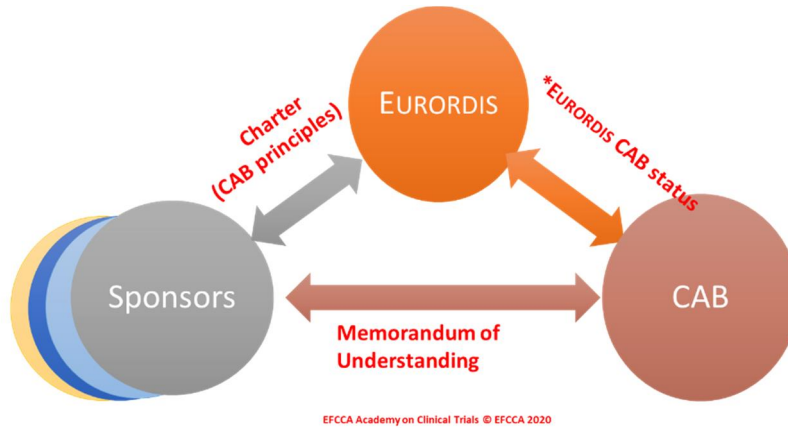 EURORDIS
Charter
(CAB principles)
*EURORDIS CAB status
Sponsors
CAB
Memorandum of
Understanding
EFCCA Academy on Clinical Trials © EFCCA 2020